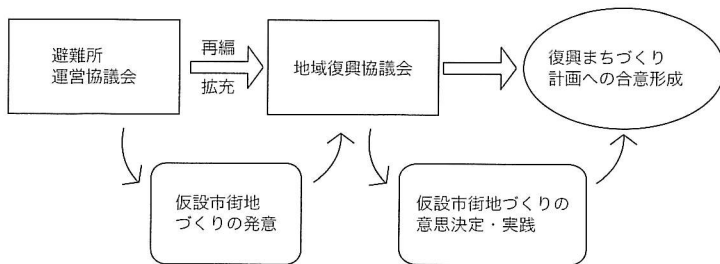 避難所
運営協議会
再編
拡充
地域復興協議会
復興まちづくり
計画への合意形成
仮設市街地
づくりの発意
仮設市街地づくりの
意思決定・実践